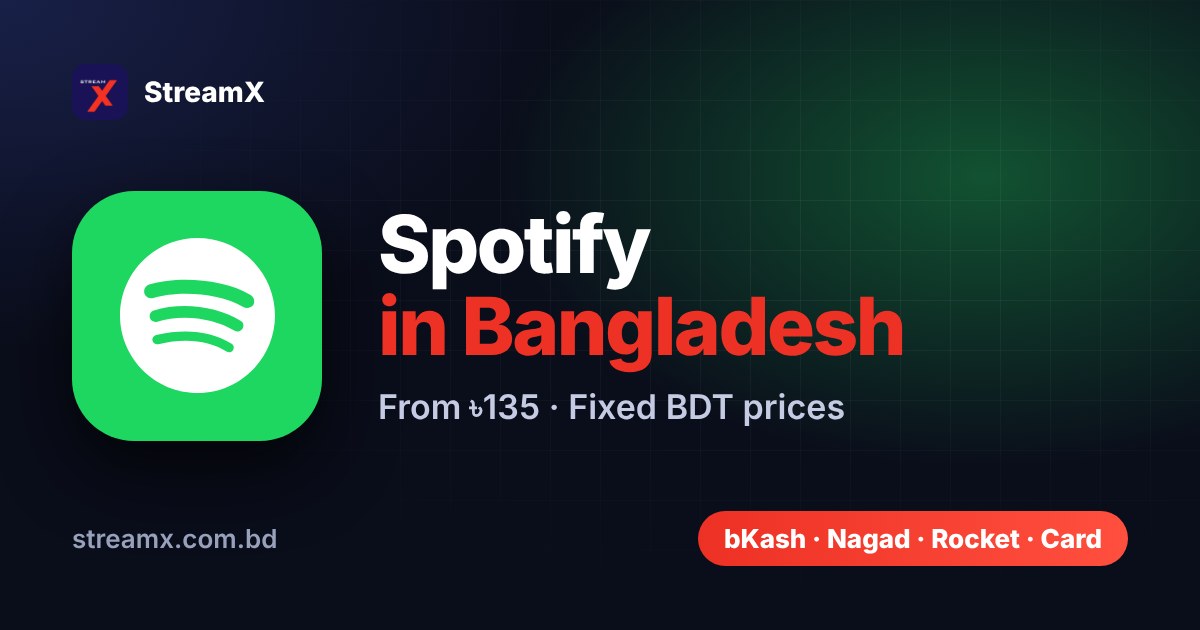 STREAM
X
StreamX
Spotify
in Bangladesh
From ৳135 · Fixed BDT prices
streamx.com.bd
bKash · Nagad · Rocket · Card